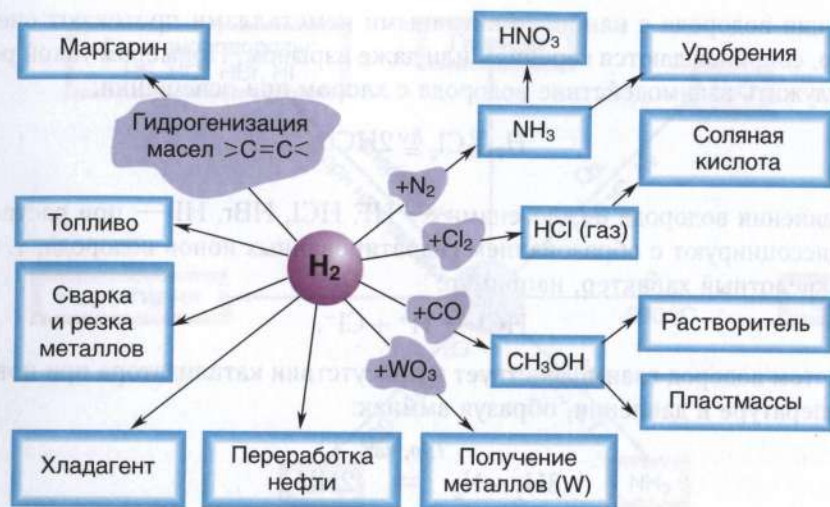 HNO₃
Маргарин
Удобрения
Гидрогенизация
масел >C=C<
NH₃
Соляная
кислота
+N₂
+Cl₂
HCl (газ)
Топливо
H₂
Сварка
и резка
металлов
+CO
Растворитель
CH₃OH
+WO₃
Пластмассы
Хладагент
Переработка
нефти
Получение
металлов (W)